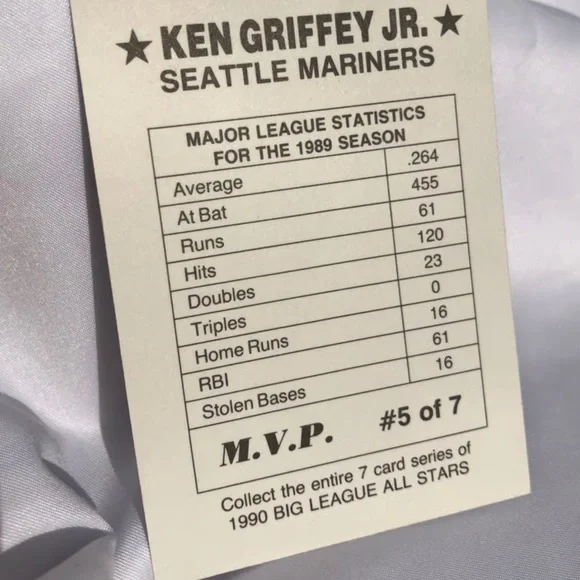 ★ KEN GRIFFEY JR. ★
SEATTLE MARINERS
MAJOR LEAGUE STATISTICS
FOR THE 1989 SEASON
Average .264
At Bat 455
Runs 61
Hits 120
Doubles 23
Triples 0
Home Runs 16
RBI 61
Stolen Bases 16
M.V.P. #5 of 7
Collect the entire 7 card series of
1990 BIG LEAGUE ALL STARS